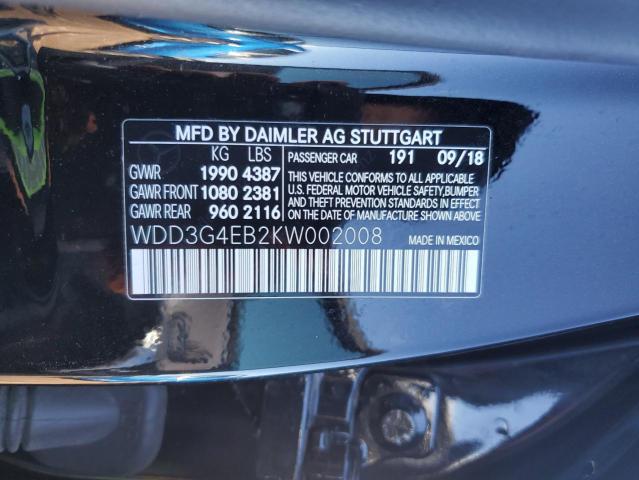 MFD BY DAIMLER AG STUTTGART
KG LBS
GVWR 1990 4387
GAWR FRONT 1080 2381
GAWR REAR 960 2116
PASSENGER CAR 191 09/18
THIS VEHICLE CONFORMS TO ALL APPLICABLE
U.S. FEDERAL MOTOR VEHICLE SAFETY,BUMPER
AND THEFT PREVENTION STANDARDS IN EFFECT
ON THE DATE OF MANUFACTURE SHOWN ABOVE.
WDD3G4EB2KW002008
MADE IN MEXICO